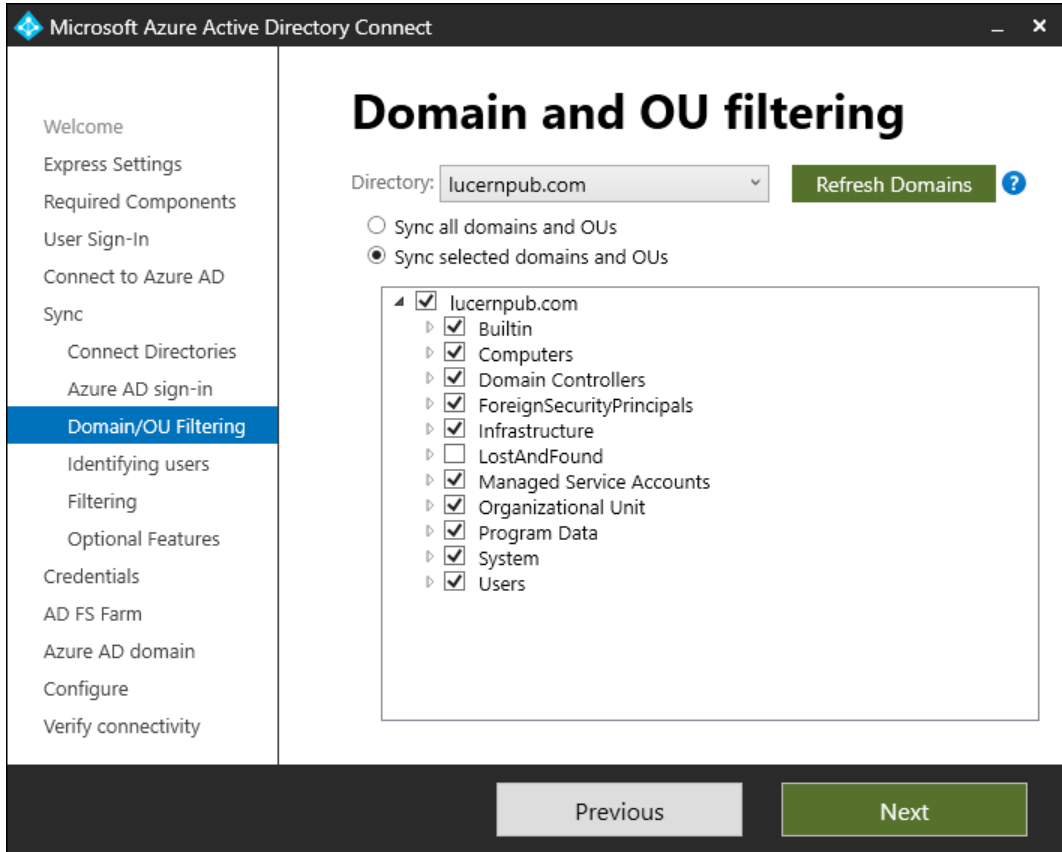 Microsoft Azure Active Directory Connect
Welcome
Express Settings
Required Components
User Sign-In
Connect to Azure AD
Sync
Connect Directories
Azure AD sign-in
Domain/OU Filtering
Identifying users
Filtering
Optional Features
Credentials
AD FS Farm
Azure AD domain
Configure
Verify connectivity
Domain and OU filtering
Directory: lucernpub.com Refresh Domains ?
Sync all domains and OUs
Sync selected domains and OUs
lucernpub.com
Builtin
Computers
Domain Controllers
ForeignSecurityPrincipals
Infrastructure
LostAndFound
Managed Service Accounts
Organizational Unit
Program Data
System
Users
Previous Next